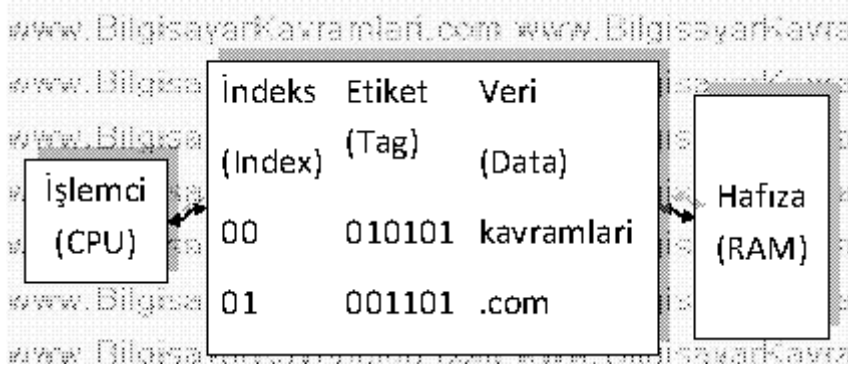 www.BilgisayarKavramlari.com www.BilgisayarKavra
İndeks Etiket Veri
(Index) (Tag) (Data)
İşlemci
(CPU)
00 010101 kavramlari
01 001101 .com
Hafıza
(RAM)